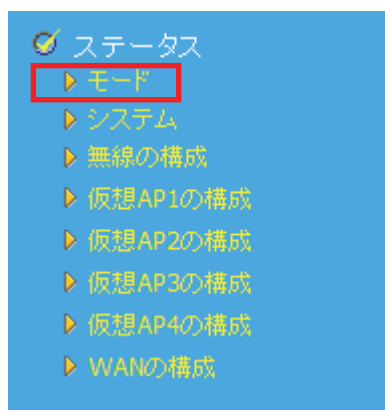 ステータス
モード
システム
無線の構成
仮想AP1の構成
仮想AP2の構成
仮想AP3の構成
仮想AP4の構成
WANの構成